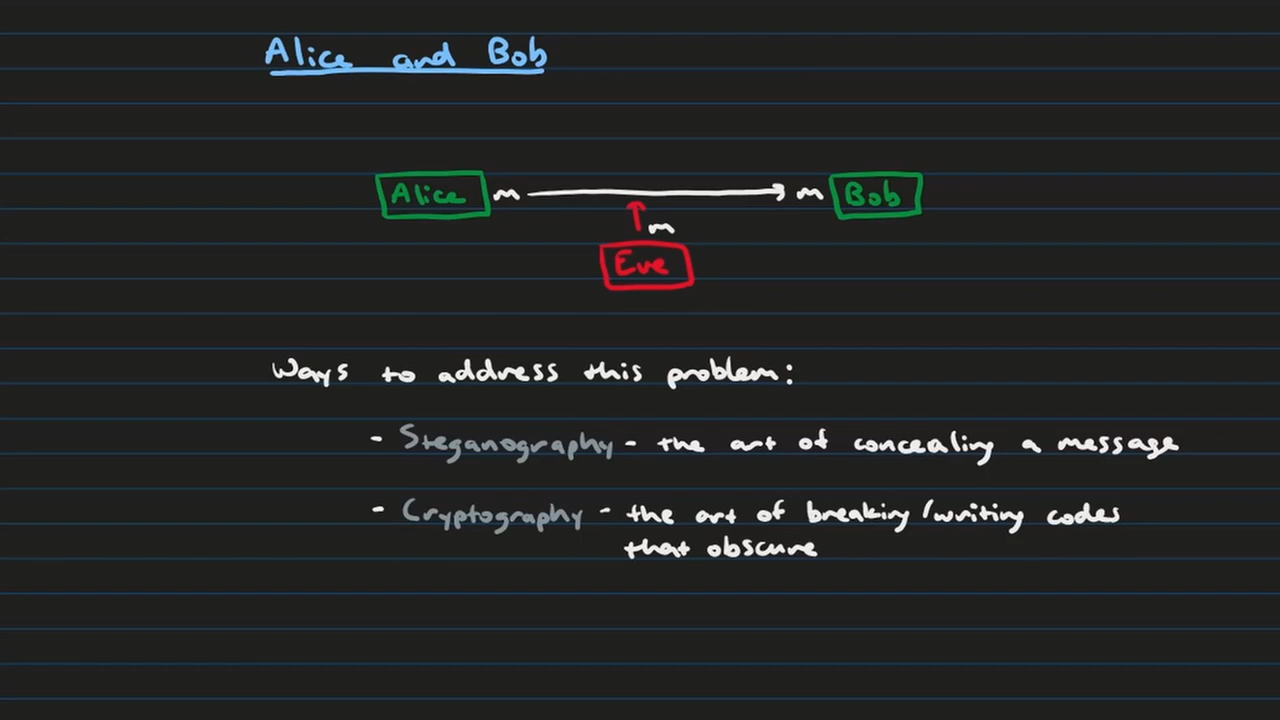 Alice and Bob
Alice m m Bob
m
Eve
Ways to address this problem:
- Steganography - the art of concealing a message
- Cryptography - the art of breaking/writing codes
that obscure